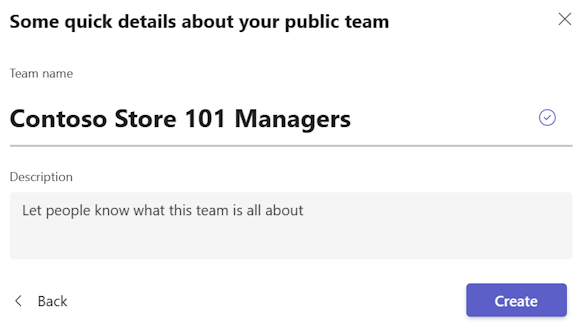 Some quick details about your public team
Team name
Contoso Store 101 Managers
Description
Let people know what this team is all about
Back
Create